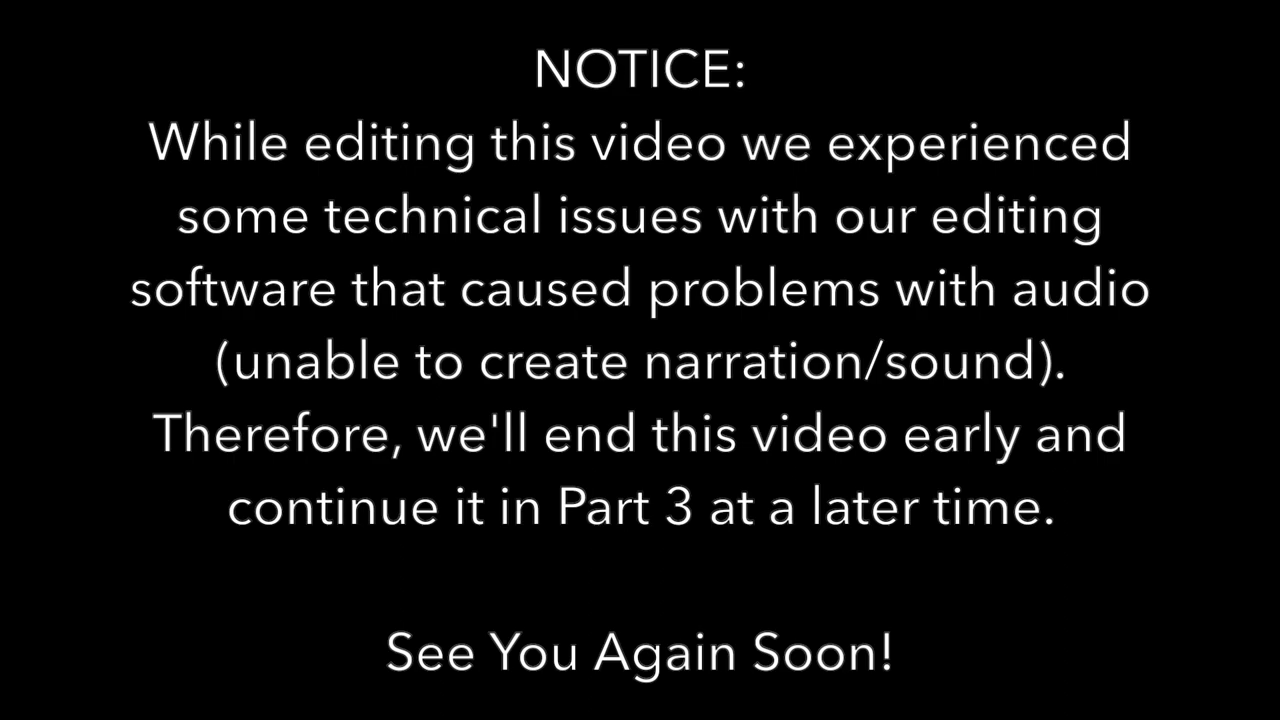 NOTICE:
While editing this video we experienced
some technical issues with our editing
software that caused problems with audio
(unable to create narration/sound).
Therefore, we'll end this video early and
continue it in Part 3 at a later time.
See You Again Soon!